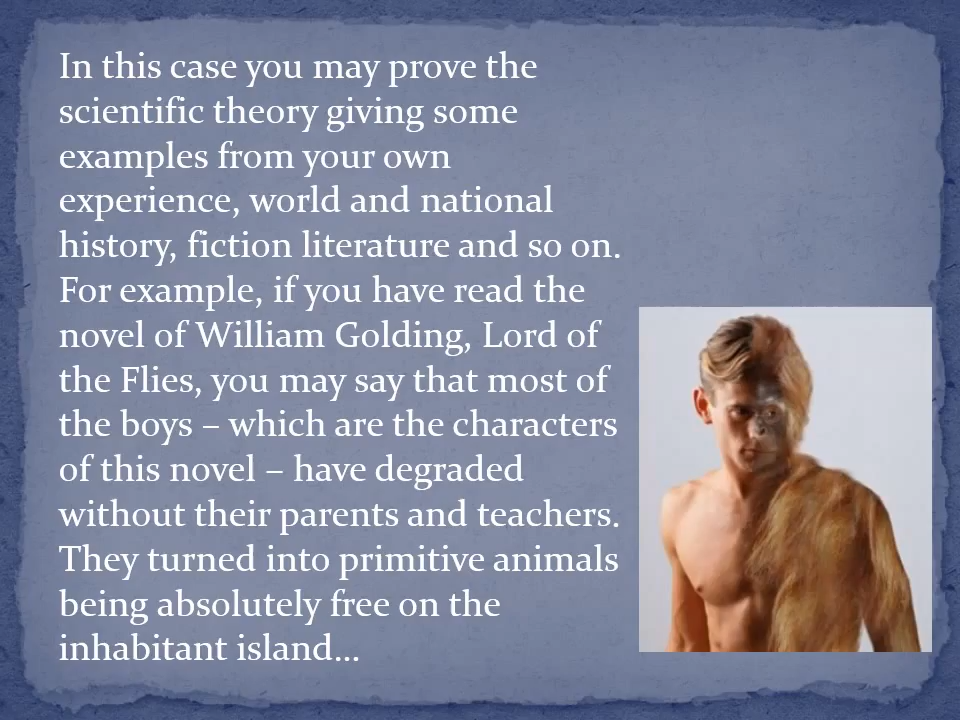 In this case you may prove the
scientific theory giving some
examples from your own
experience, world and national
history, fiction literature and so on.
For example, if you have read the
novel of William Golding, Lord of
the Flies, you may say that most of
the boys – which are the characters
of this novel – have degraded
without their parents and teachers.
They turned into primitive animals
being absolutely free on the
inhabitant island…